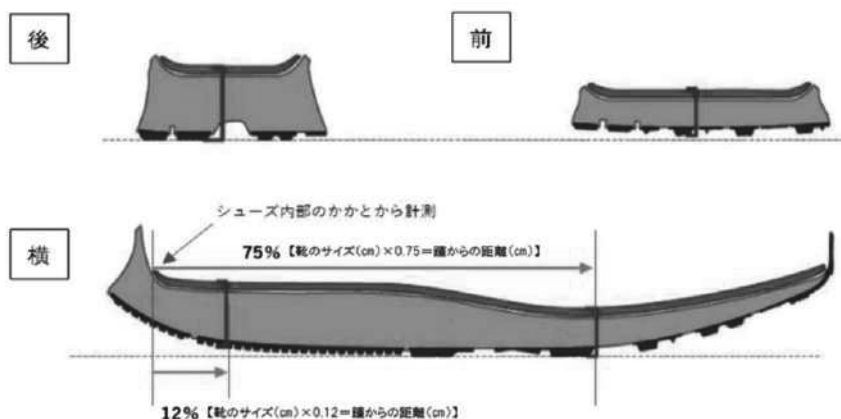 後
前
シューズ内部のかかとから計測
横
75%【靴のサイズ(cm)×0.75=踵からの距離(cm)】
12%【靴のサイズ(cm)×0.12=踵からの距離(cm)】